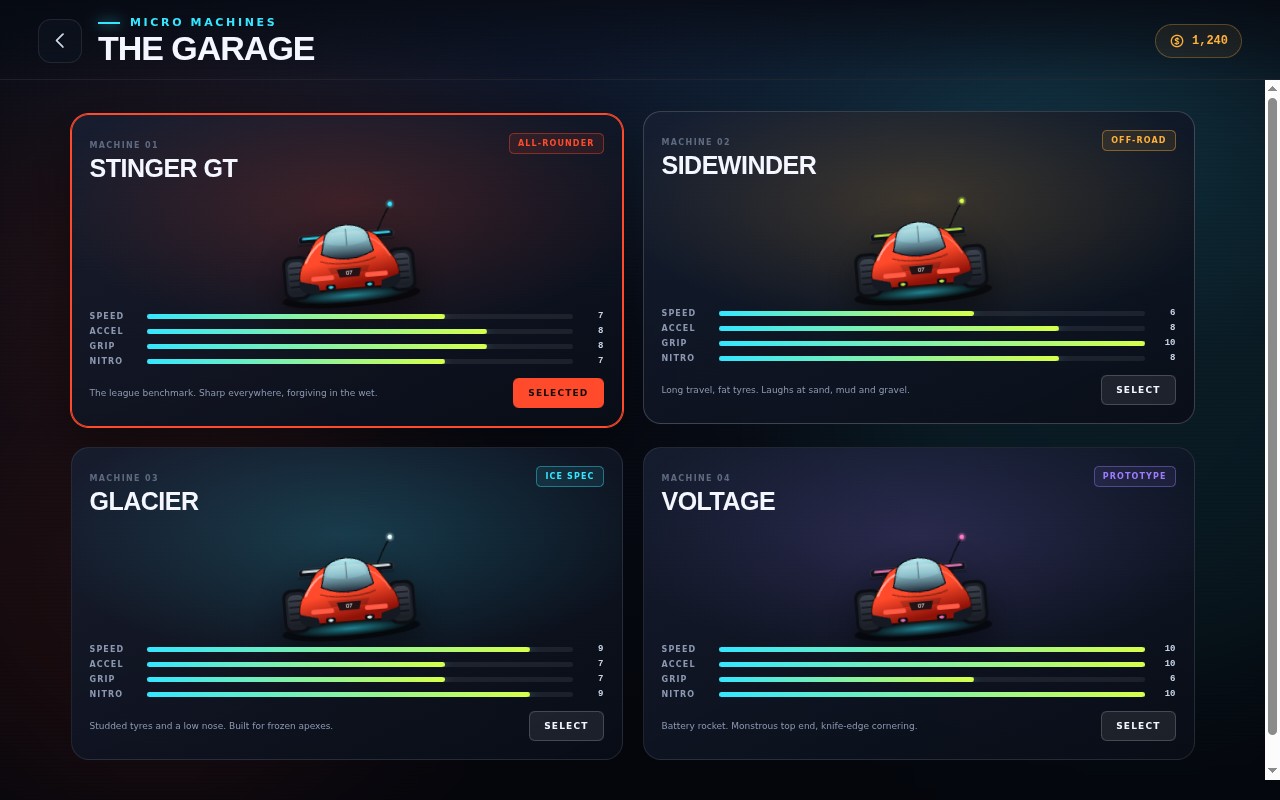 MICRO MACHINES
THE GARAGE
1,240
MACHINE 01
ALL-ROUNDER
STINGER GT
07
SPEED 7
ACCEL 8
GRIP 8
NITRO 7
The league benchmark. Sharp everywhere, forgiving in the wet.
SELECTED
MACHINE 02
OFF-ROAD
SIDEWINDER
07
SPEED 6
ACCEL 8
GRIP 10
NITRO 8
Long travel, fat tyres. Laughs at sand, mud and gravel.
SELECT
MACHINE 03
ICE SPEC
GLACIER
07
SPEED 9
ACCEL 7
GRIP 7
NITRO 9
Studded tyres and a low nose. Built for frozen apexes.
SELECT
MACHINE 04
PROTOTYPE
VOLTAGE
07
SPEED 10
ACCEL 10
GRIP 6
NITRO 10
Battery rocket. Monstrous top end, knife-edge cornering.
SELECT